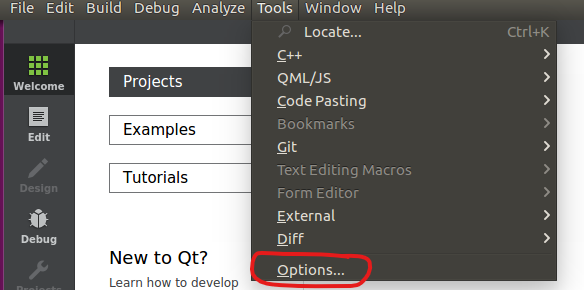 File Edit Build Debug Analyze Tools Window Help
Welcome
Edit
Design
Debug
Projects
Projects
Examples
Tutorials
New to Qt?
Learn how to develop
Locate... Ctrl+K
C++
QML/JS
Code Pasting
Bookmarks
Git
Text Editing Macros
Form Editor
External
Diff
Options...